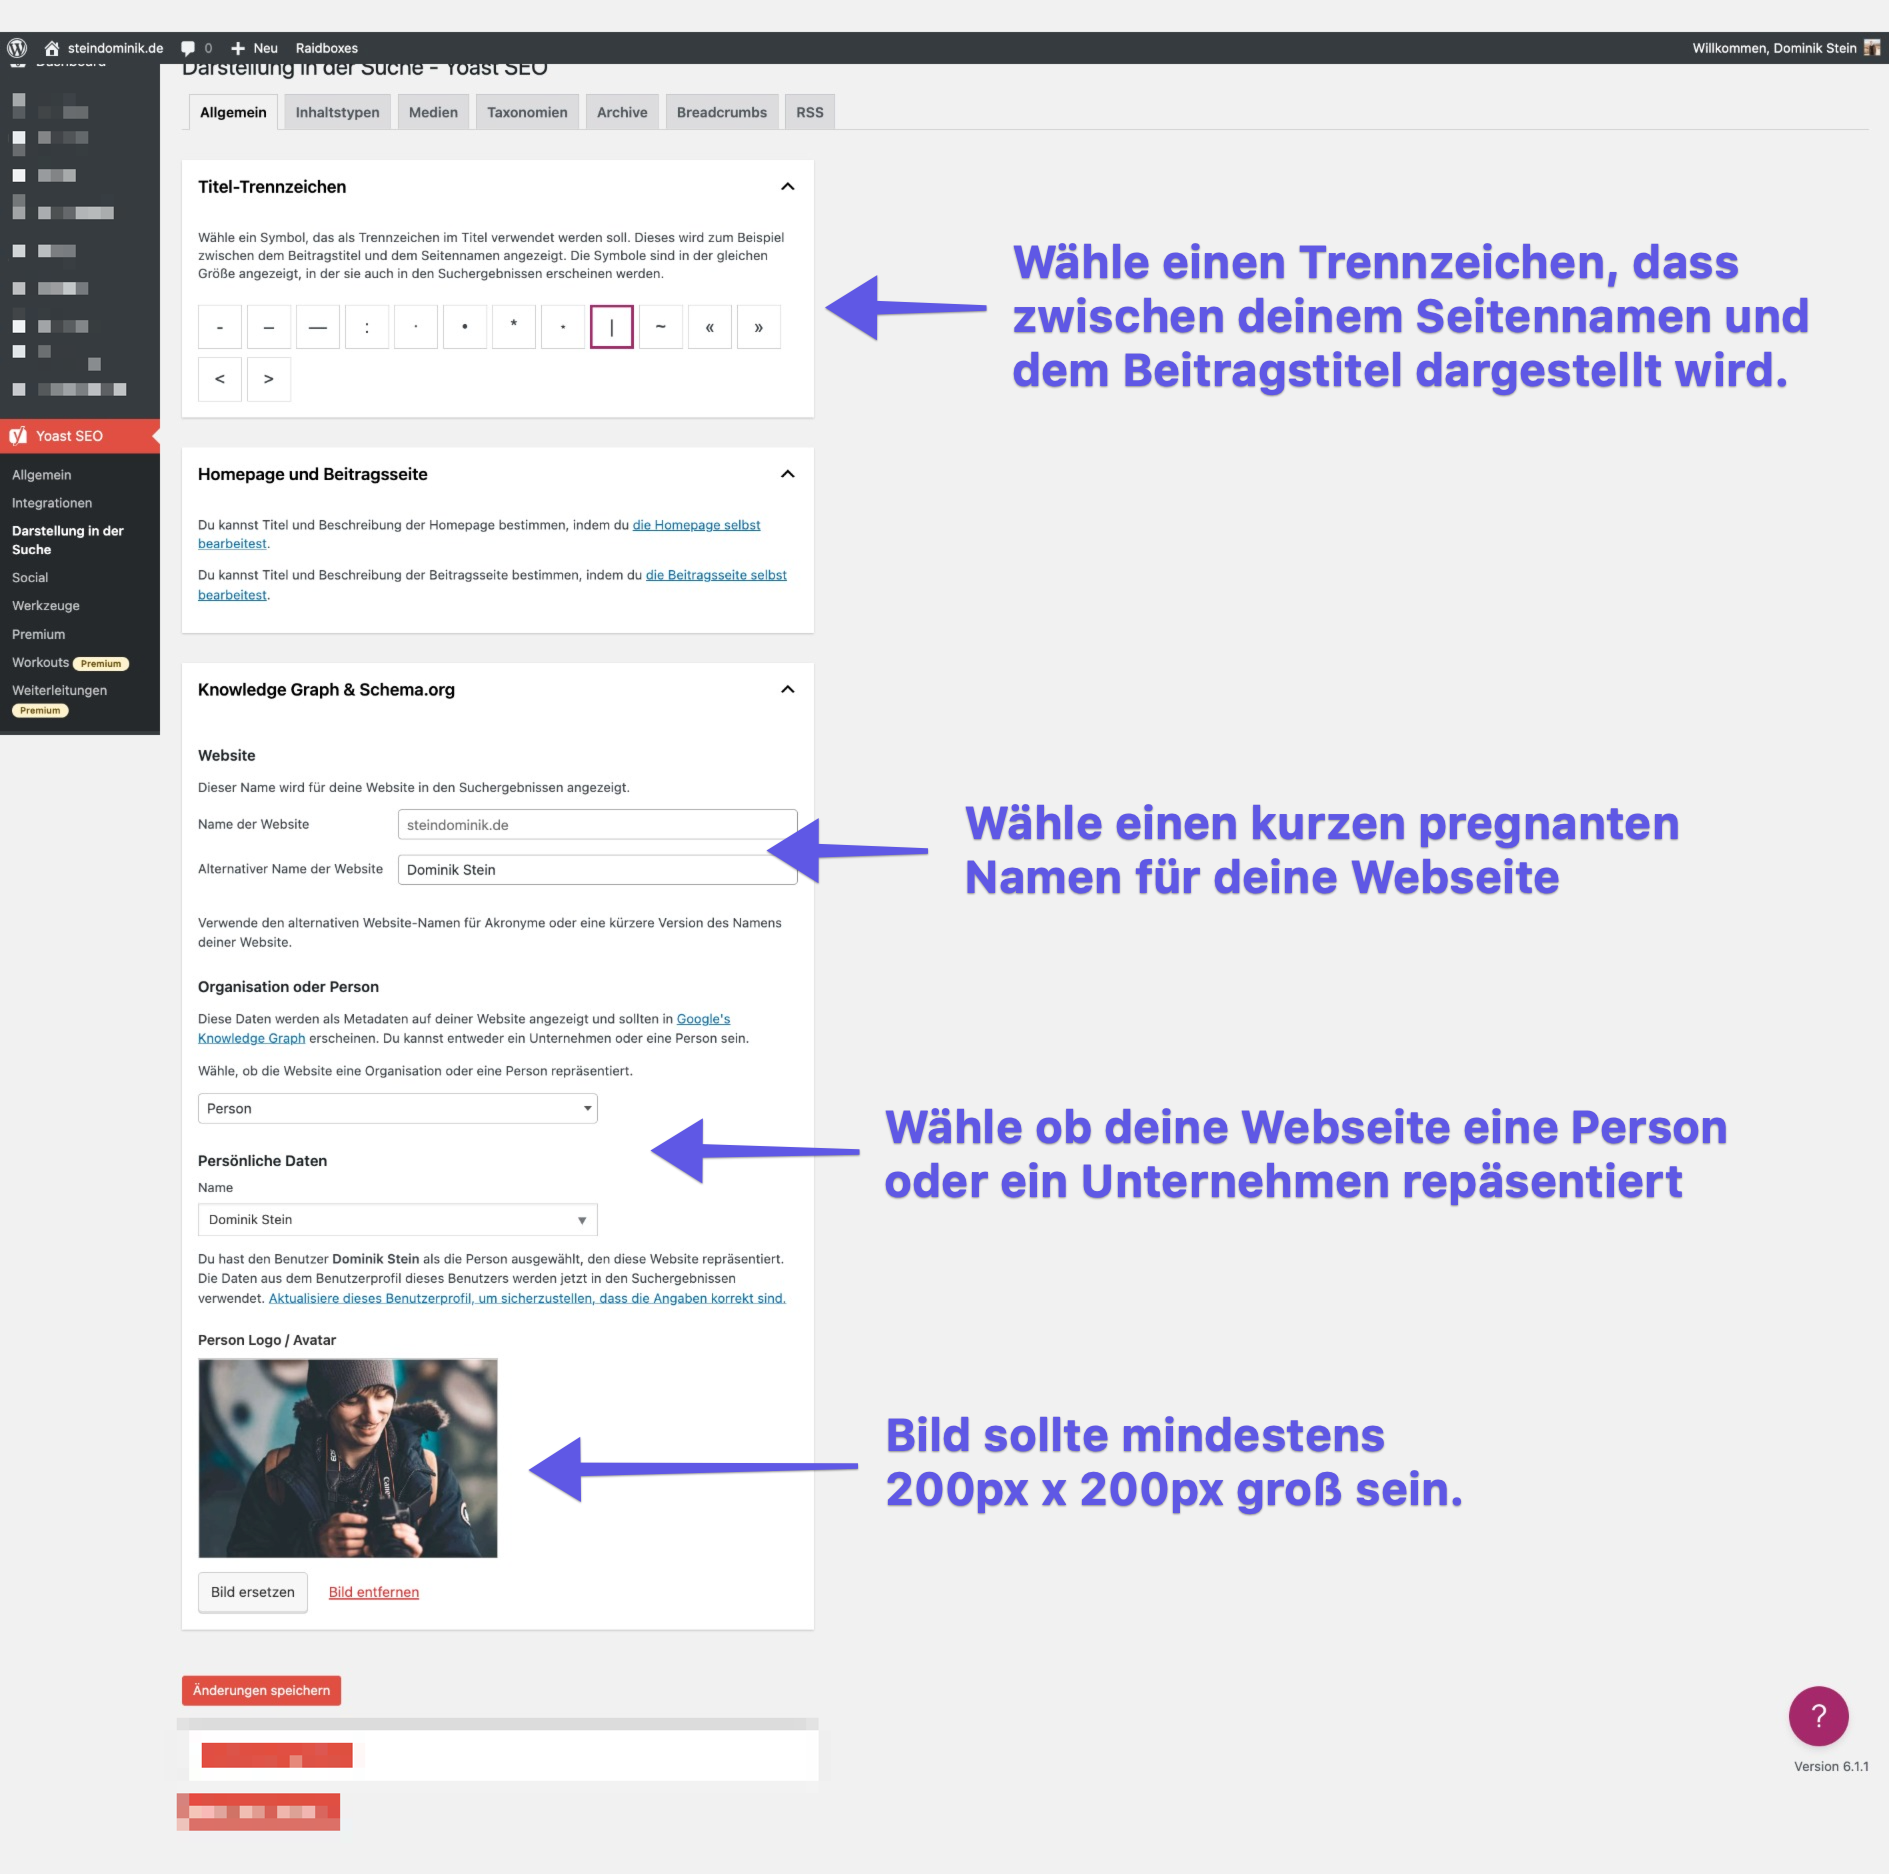 steindominik.de 0 + Neu Raidboxes
Willkommen, Dominik Stein
Dashboard
Darstellung in der Suche - Yoast SEO
Allgemein Inhaltstypen Medien Taxonomien Archive Breadcrumbs RSS
Titel-Trennzeichen
Wähle ein Symbol, das als Trennzeichen im Titel verwendet werden soll. Dieses wird zum Beispiel
zwischen dem Beitragstitel und dem Seitennamen angezeigt. Die Symbole sind in der gleichen
Größe angezeigt, in der sie auch in den Suchergebnissen erscheinen werden.
- – — : · • * ⋆ | ~ « »
< >
Wähle einen Trennzeichen, dass
zwischen deinem Seitennamen und
dem Beitragstitel dargestellt wird.
Yoast SEO
Allgemein
Integrationen
Darstellung in der
Suche
Social
Werkzeuge
Premium
Workouts Premium
Weiterleitungen
Premium
Homepage und Beitragsseite
Du kannst Titel und Beschreibung der Homepage bestimmen, indem du die Homepage selbst
bearbeitest.
Du kannst Titel und Beschreibung der Beitragsseite bestimmen, indem du die Beitragsseite selbst
bearbeitest.
Knowledge Graph & Schema.org
Website
Dieser Name wird für deine Website in den Suchergebnissen angezeigt.
Name der Website steindominik.de
Alternativer Name der Website Dominik Stein
Wähle einen kurzen pregnanten
Namen für deine Webseite
Verwende den alternativen Website-Namen für Akronyme oder eine kürzere Version des Namens
deiner Website.
Organisation oder Person
Diese Daten werden als Metadaten auf deiner Website angezeigt und sollten in Google's
Knowledge Graph erscheinen. Du kannst entweder ein Unternehmen oder eine Person sein.
Wähle, ob die Website eine Organisation oder eine Person repräsentiert.
Person
Wähle ob deine Webseite eine Person
oder ein Unternehmen repäsentiert
Persönliche Daten
Name
Dominik Stein
Du hast den Benutzer Dominik Stein als die Person ausgewählt, den diese Website repräsentiert.
Die Daten aus dem Benutzerprofil dieses Benutzers werden jetzt in den Suchergebnissen
verwendet. Aktualisiere dieses Benutzerprofil, um sicherzustellen, dass die Angaben korrekt sind.
Person Logo / Avatar
Canon
Bild sollte mindestens
200px x 200px groß sein.
Bild ersetzen Bild entfernen
Änderungen speichern
?
Version 6.1.1